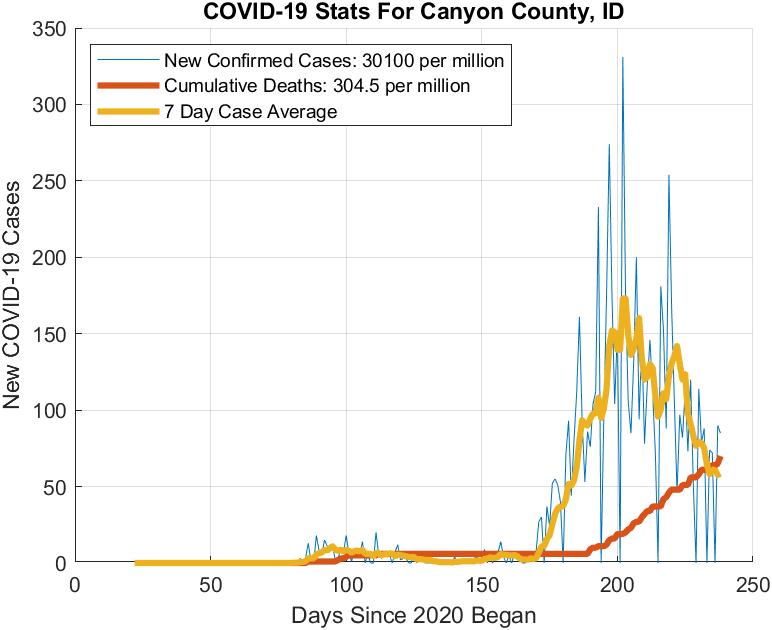 COVID-19 Stats For Canyon County, ID
350
New Confirmed Cases: 30100 per million
Cumulative Deaths: 304.5 per million
7 Day Case Average
300
250
200
150
100
50
0
New COVID-19 Cases
0 50 100 150 200 250
Days Since 2020 Began